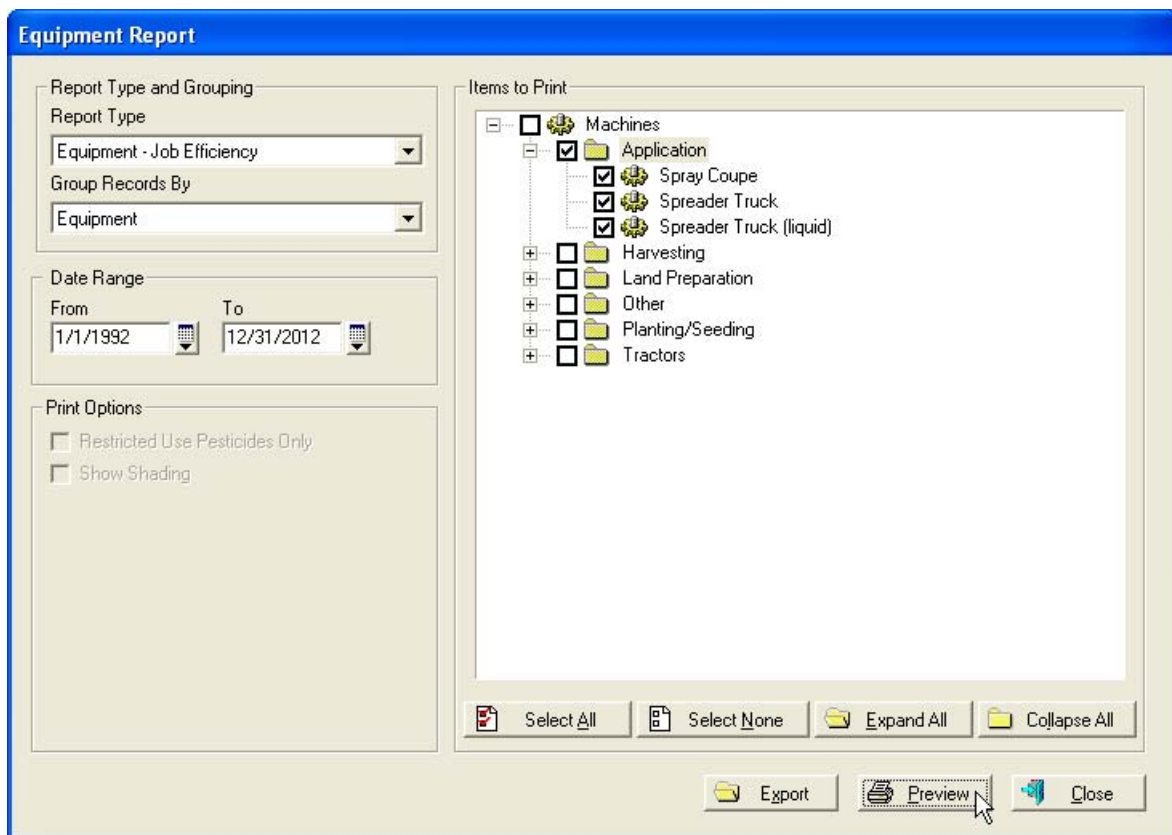 Equipment Report
Report Type and Grouping
Report Type
Equipment - Job Efficiency
Group Records By
Equipment
Date Range
From To
1/1/1992 12/31/2012
Print Options
Restricted Use Pesticides Only
Show Shading
Items to Print
Machines
Application
Spray Coupe
Spreader Truck
Spreader Truck (liquid)
Harvesting
Land Preparation
Other
Planting/Seeding
Tractors
Select All Select None Expand All Collapse All
Export Preview Close